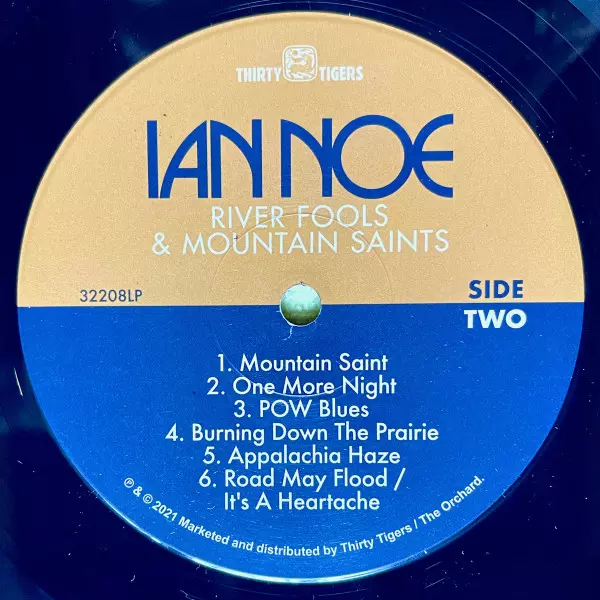 THIRTY TIGERS
IAN NOE
RIVER FOOLS
& MOUNTAIN SAINTS
32208LP
SIDE
TWO
1. Mountain Saint
2. One More Night
3. POW Blues
4. Burning Down The Prairie
5. Appalachia Haze
6. Road May Flood /
It's A Heartache
℗ & © 2021 Marketed and distributed by Thirty Tigers / The Orchard.